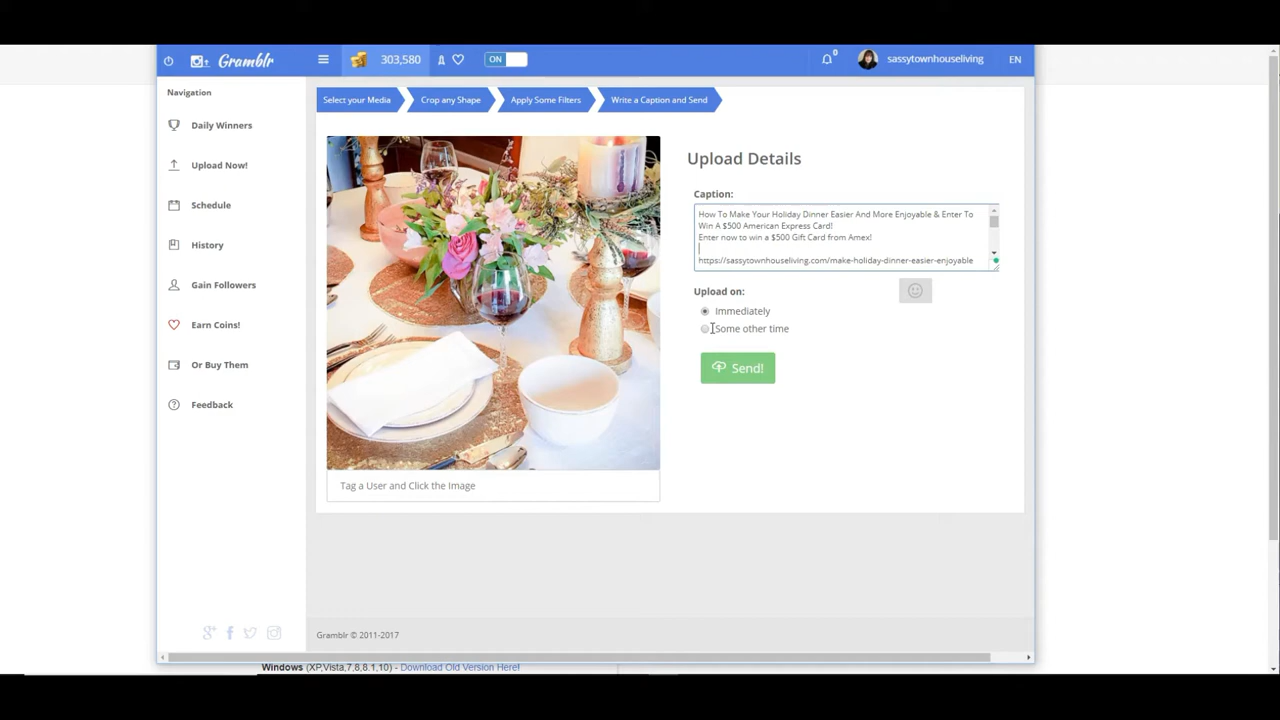 Gramblr
303,580
ON
0
sassytownhouseliving
EN
Navigation
Daily Winners
Upload Now!
Schedule
History
Gain Followers
Earn Coins!
Or Buy Them
Feedback
Select your Media
Crop any Shape
Apply Some Filters
Write a Caption and Send
Upload Details
Caption:
How To Make Your Holiday Dinner Easier And More Enjoyable & Enter To
Win A $500 American Express Card!
Enter now to win a $500 Gift Card from Amex!
https://sassytownhouseliving.com/make-holiday-dinner-easier-enjoyable
Upload on:
Immediately
Some other time
Send!
Tag a User and Click the Image
Gramblr © 2011-2017
Windows (XP,Vista,7,8,8.1,10) - Download Old Version Here!